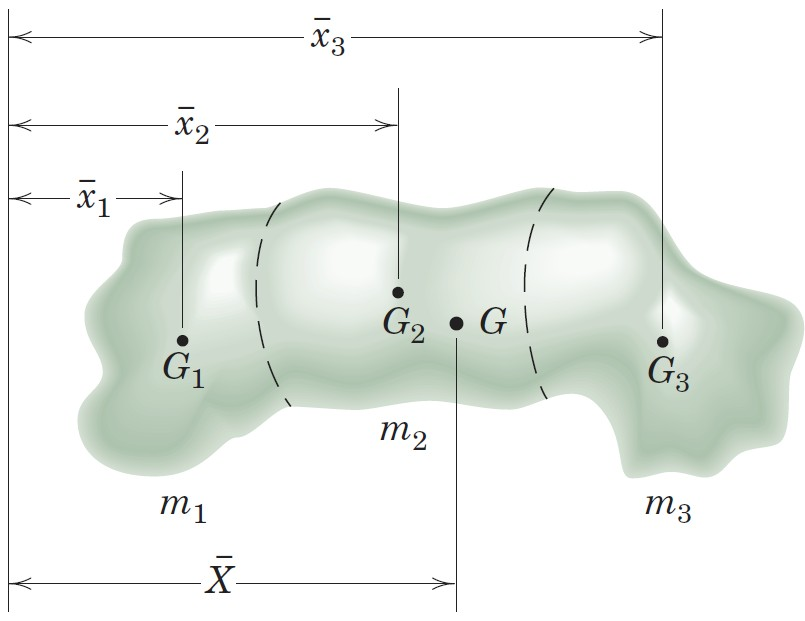 x̄₃
x̄₂
x̄₁
G₂ G
G₁ G₃
m₂
m₁ m₃
X̄